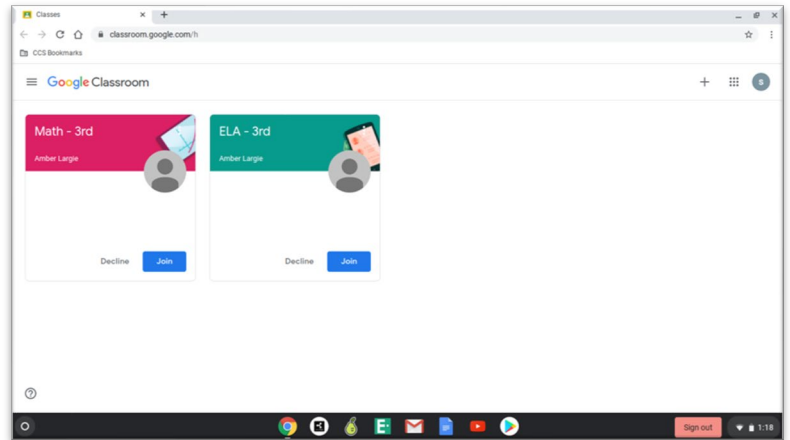 Classes
classroom.google.com/h
CCS Bookmarks
Google Classroom
S
Math - 3rd
Amber Largie
Decline
Join
ELA - 3rd
Amber Largie
Decline
Join
Sign out
1:18